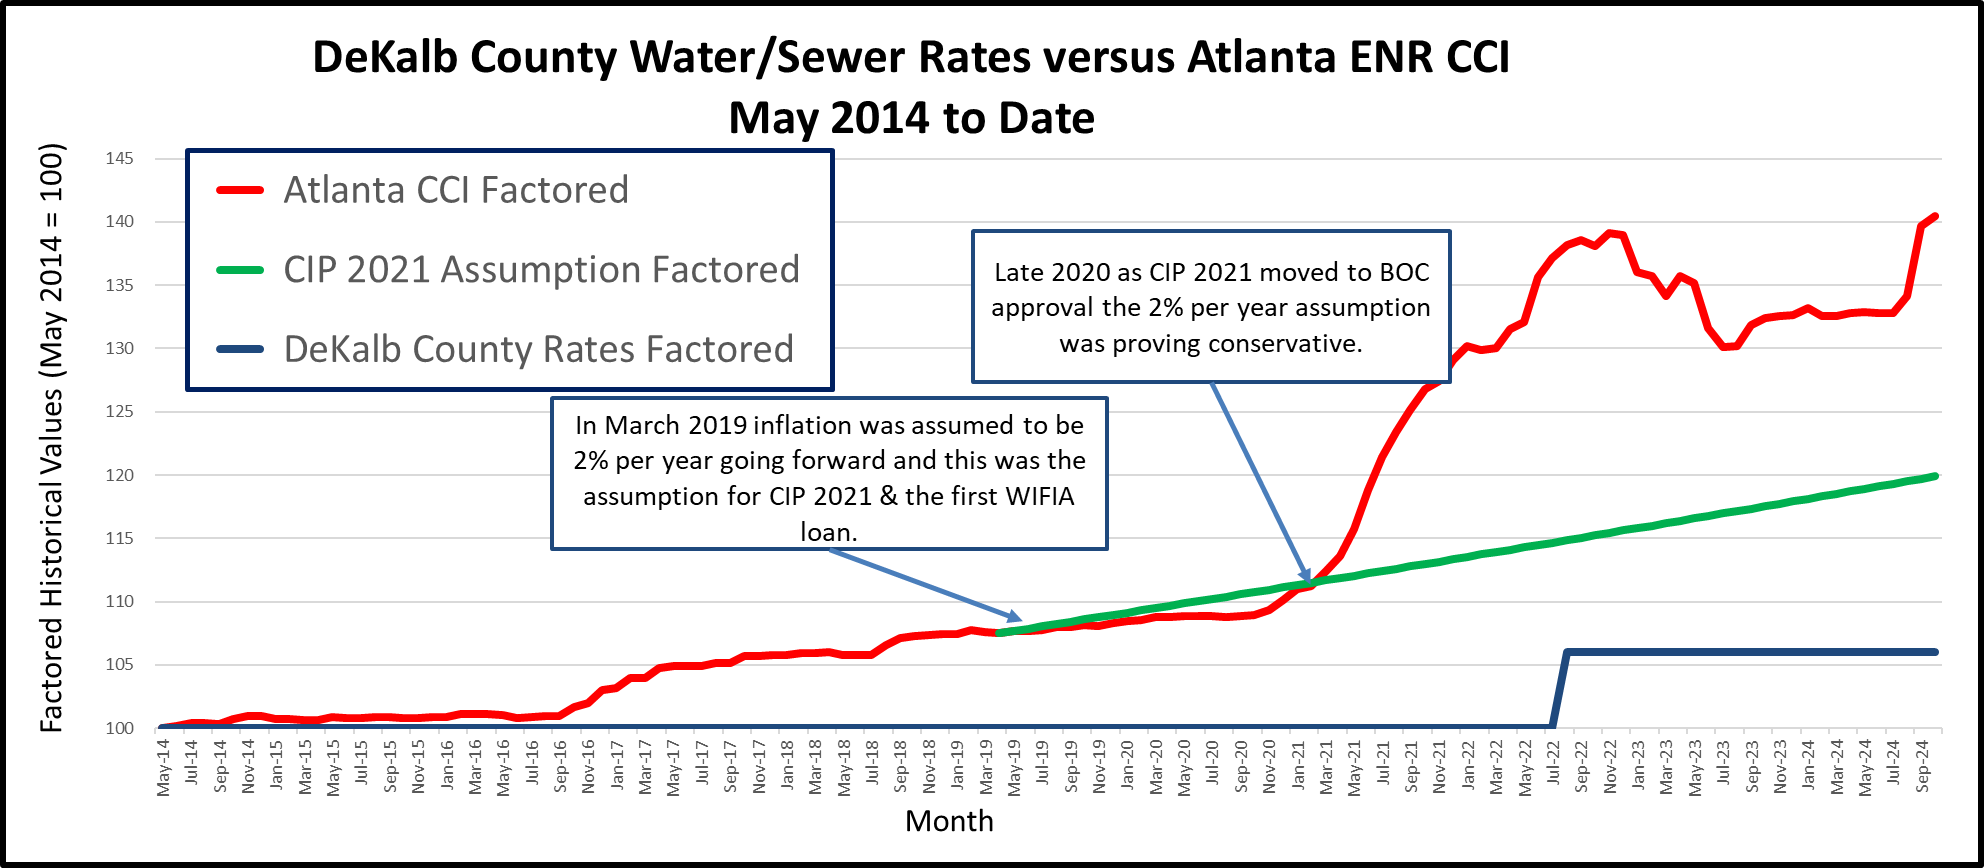 DeKalb County Water/Sewer Rates versus Atlanta ENR CCI
May 2014 to Date
Factored Historical Values (May 2014 = 100)
145
140
135
130
125
120
115
110
105
100
Atlanta CCI Factored
CIP 2021 Assumption Factored
DeKalb County Rates Factored
Late 2020 as CIP 2021 moved to BOC
approval the 2% per year assumption
was proving conservative.
In March 2019 inflation was assumed to be
2% per year going forward and this was the
assumption for CIP 2021 & the first WIFIA
loan.
May-14
Jul-14
Sep-14
Nov-14
Jan-15
Mar-15
May-15
Jul-15
Sep-15
Nov-15
Jan-16
Mar-16
May-16
Jul-16
Sep-16
Nov-16
Jan-17
Mar-17
May-17
Jul-17
Sep-17
Nov-17
Jan-18
Mar-18
May-18
Jul-18
Sep-18
Nov-18
Jan-19
Mar-19
May-19
Jul-19
Sep-19
Nov-19
Jan-20
Mar-20
May-20
Jul-20
Sep-20
Nov-20
Jan-21
Mar-21
May-21
Jul-21
Sep-21
Nov-21
Jan-22
Mar-22
May-22
Jul-22
Sep-22
Nov-22
Jan-23
Mar-23
May-23
Jul-23
Sep-23
Nov-23
Jan-24
Mar-24
May-24
Jul-24
Sep-24
Month